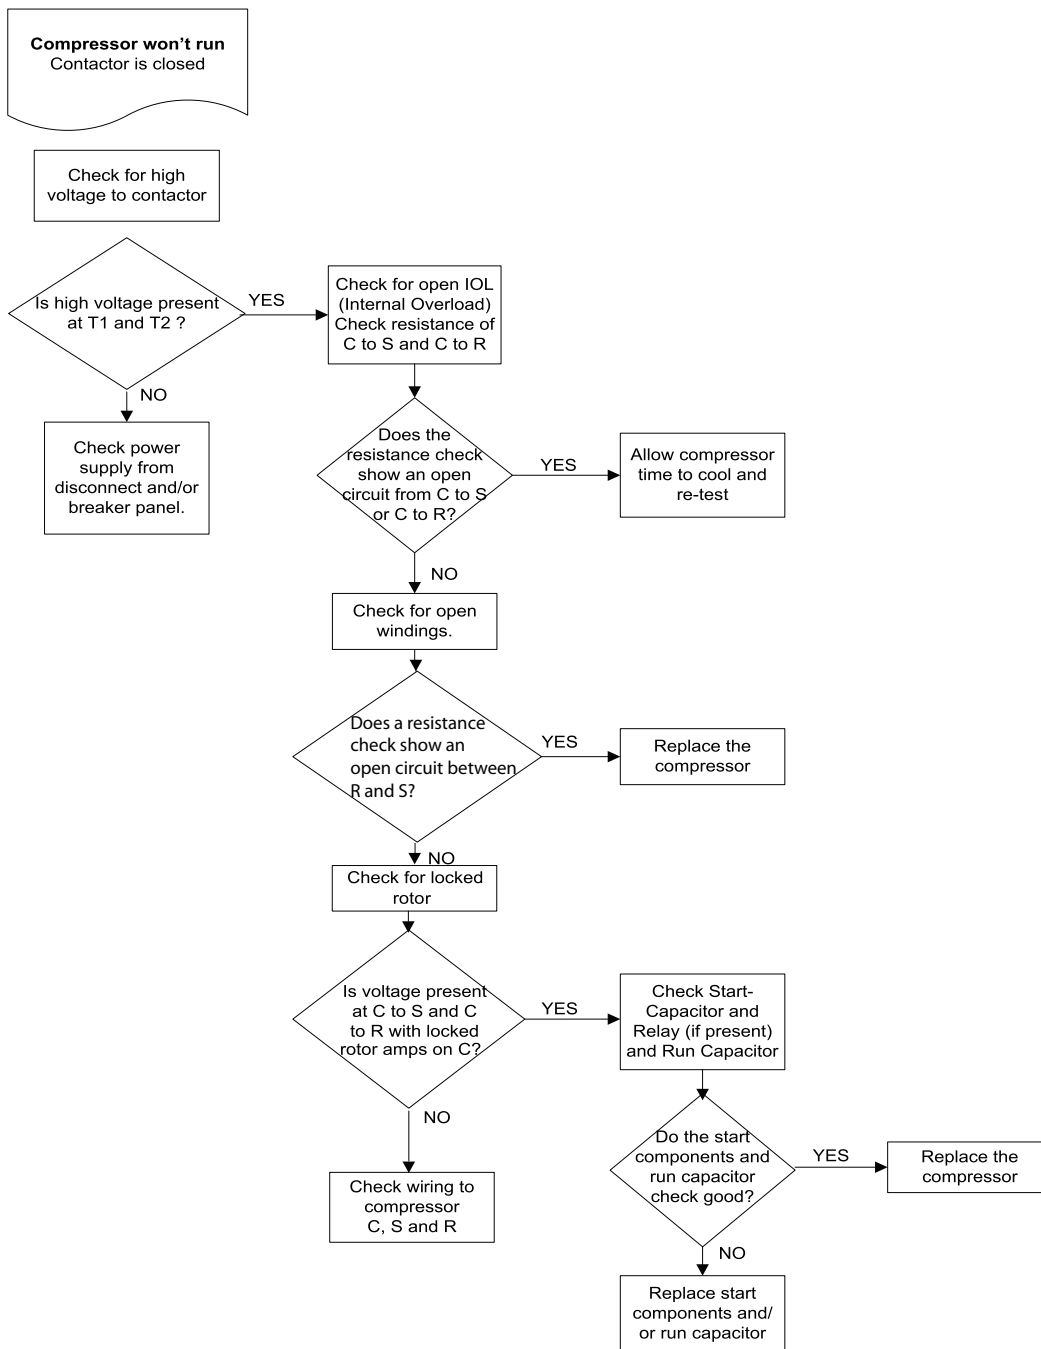 Compressor won't run
Contactor is closed
Check for high
voltage to contactor
Is high voltage present
at T1 and T2 ?
YES
NO
Check power
supply from
disconnect and/or
breaker panel.
Check for open IOL
(Internal Overload)
Check resistance of
C to S and C to R
Does the
resistance check
show an open
circuit from C to S
or C to R?
YES
Allow compressor
time to cool and
re-test
NO
Check for open
windings.
Does a resistance
check show an
open circuit between
R and S?
YES
Replace the
compressor
NO
Check for locked
rotor
Is voltage present
at C to S and C
to R with locked
rotor amps on C?
YES
NO
Check wiring to
compressor
C, S and R
Check Start-
Capacitor and
Relay (if present)
and Run Capacitor
Do the start
components and
run capacitor
check good?
YES
Replace the
compressor
NO
Replace start
components and/
or run capacitor